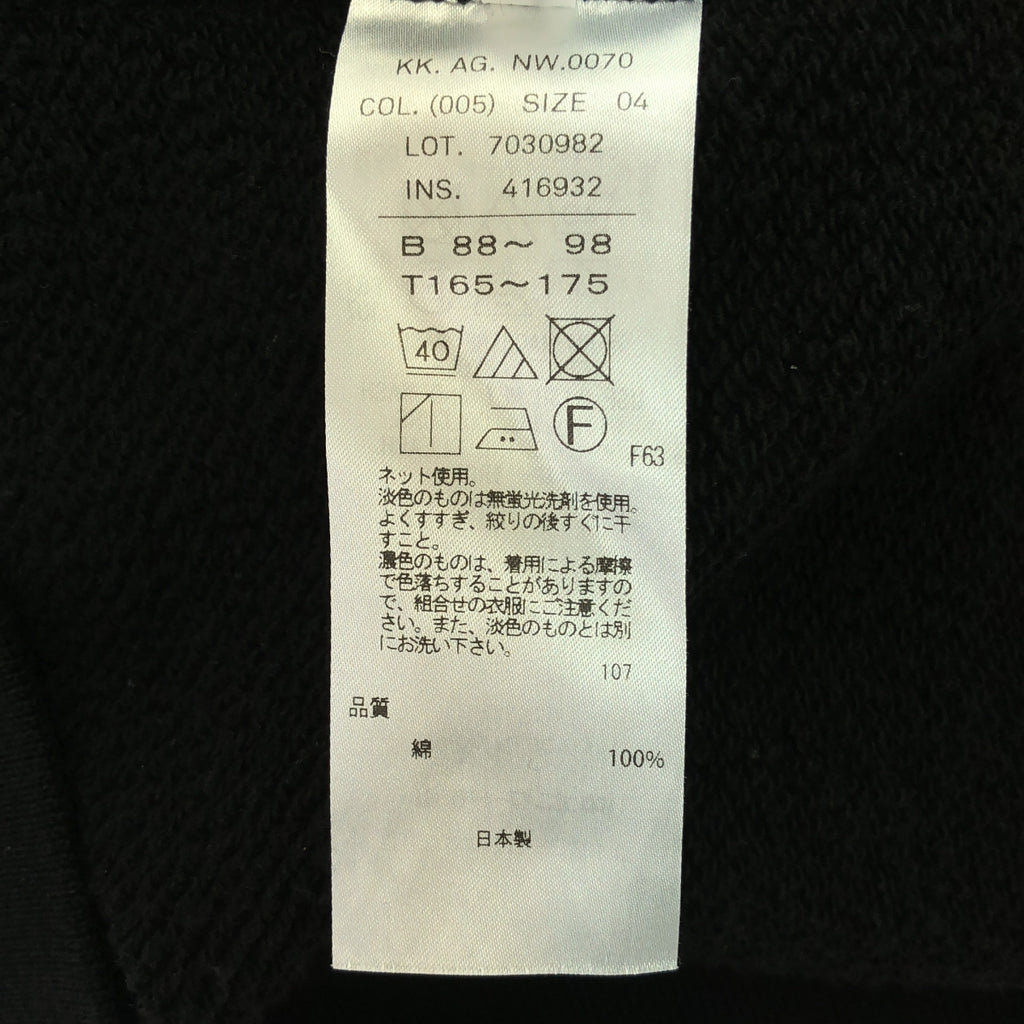 KK. AG. NW.0070
COL. (005) SIZE 04
LOT. 7030982
INS. 416932
B 88～ 98
T165～175
40
F
F63
ネット使用。
淡色のものは無蛍光洗剤を使用。
よくすすぎ、絞りの後すぐに干
すこと。
濃色のものは、着用による摩擦
で色落ちすることがありますの
で、組合せの衣服にご注意くだ
さい。また、淡色のものとは別
にお洗い下さい。
107
品質
綿 100%
日本製